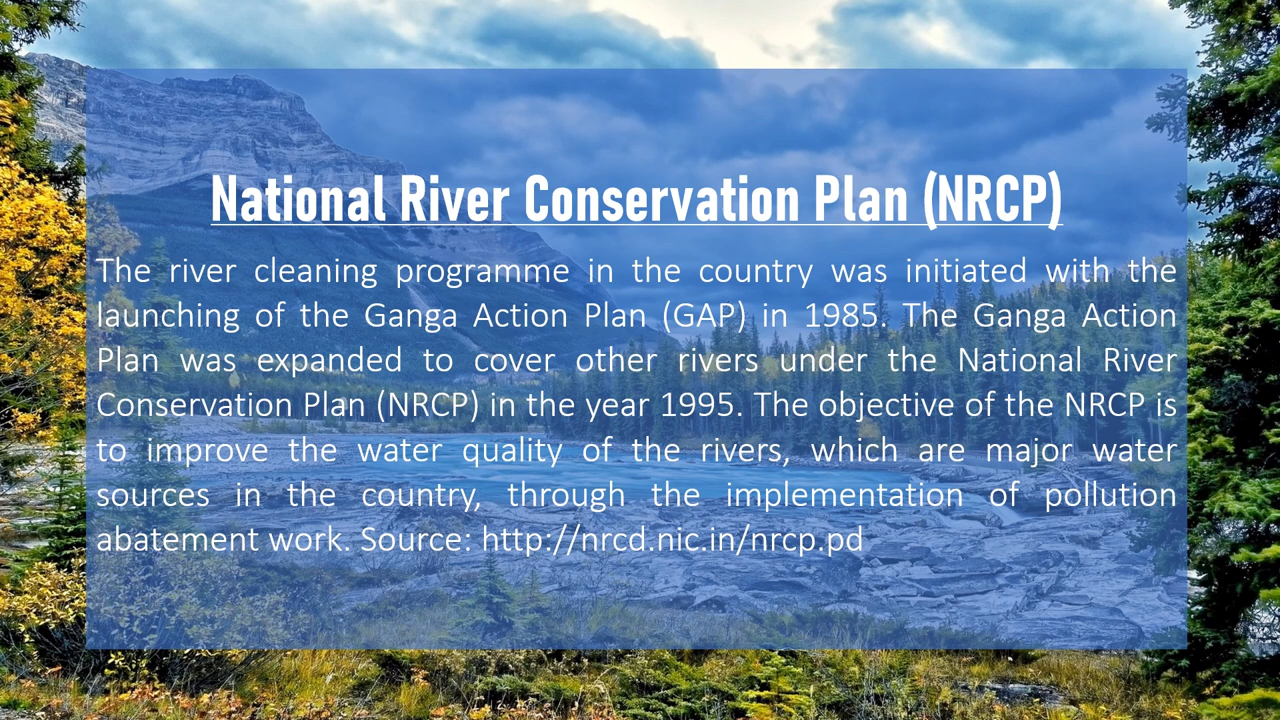 National River Conservation Plan (NRCP)
The river cleaning programme in the country was initiated with the
launching of the Ganga Action Plan (GAP) in 1985. The Ganga Action
Plan was expanded to cover other rivers under the National River
Conservation Plan (NRCP) in the year 1995. The objective of the NRCP is
to improve the water quality of the rivers, which are major water
sources in the country, through the implementation of pollution
abatement work. Source: http://nrcd.nic.in/nrcp.pd